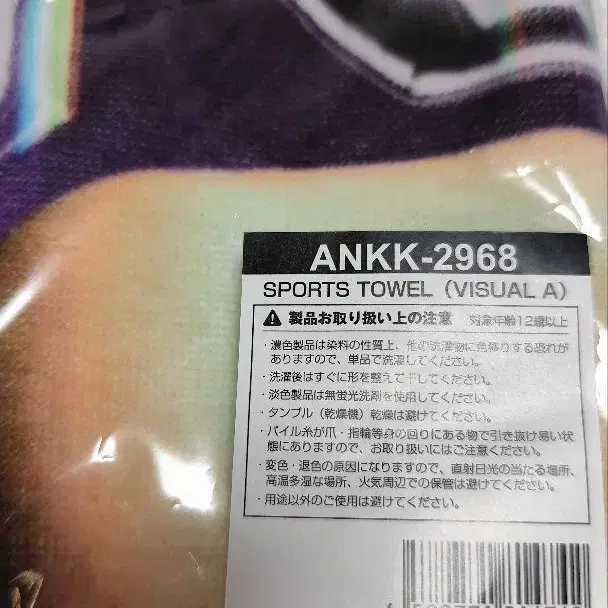 ANKK-2968
SPORTS TOWEL (VISUAL A)
製品お取り扱い上の注意 対象年齢12歳以上
・濃色製品は染料の性質上、他の洗濯物に色移りする恐れが
ありますので、単品で洗濯してください。
・洗濯後はすぐに形を整えて干してください。
・淡色製品は無蛍光洗剤を使用してください。
・タンブル（乾燥機）乾燥は避けてください。
・パイル糸が爪・指輪等身の回りにある物で引き抜け易い状
態にありますので、お取り扱いにはご注意ください。
・変色・退色の原因になりますので、直射日光の当たる場所、
高温多湿な場所、火気周辺での保管は避けてください。
・用途以外のご使用は避けてください。